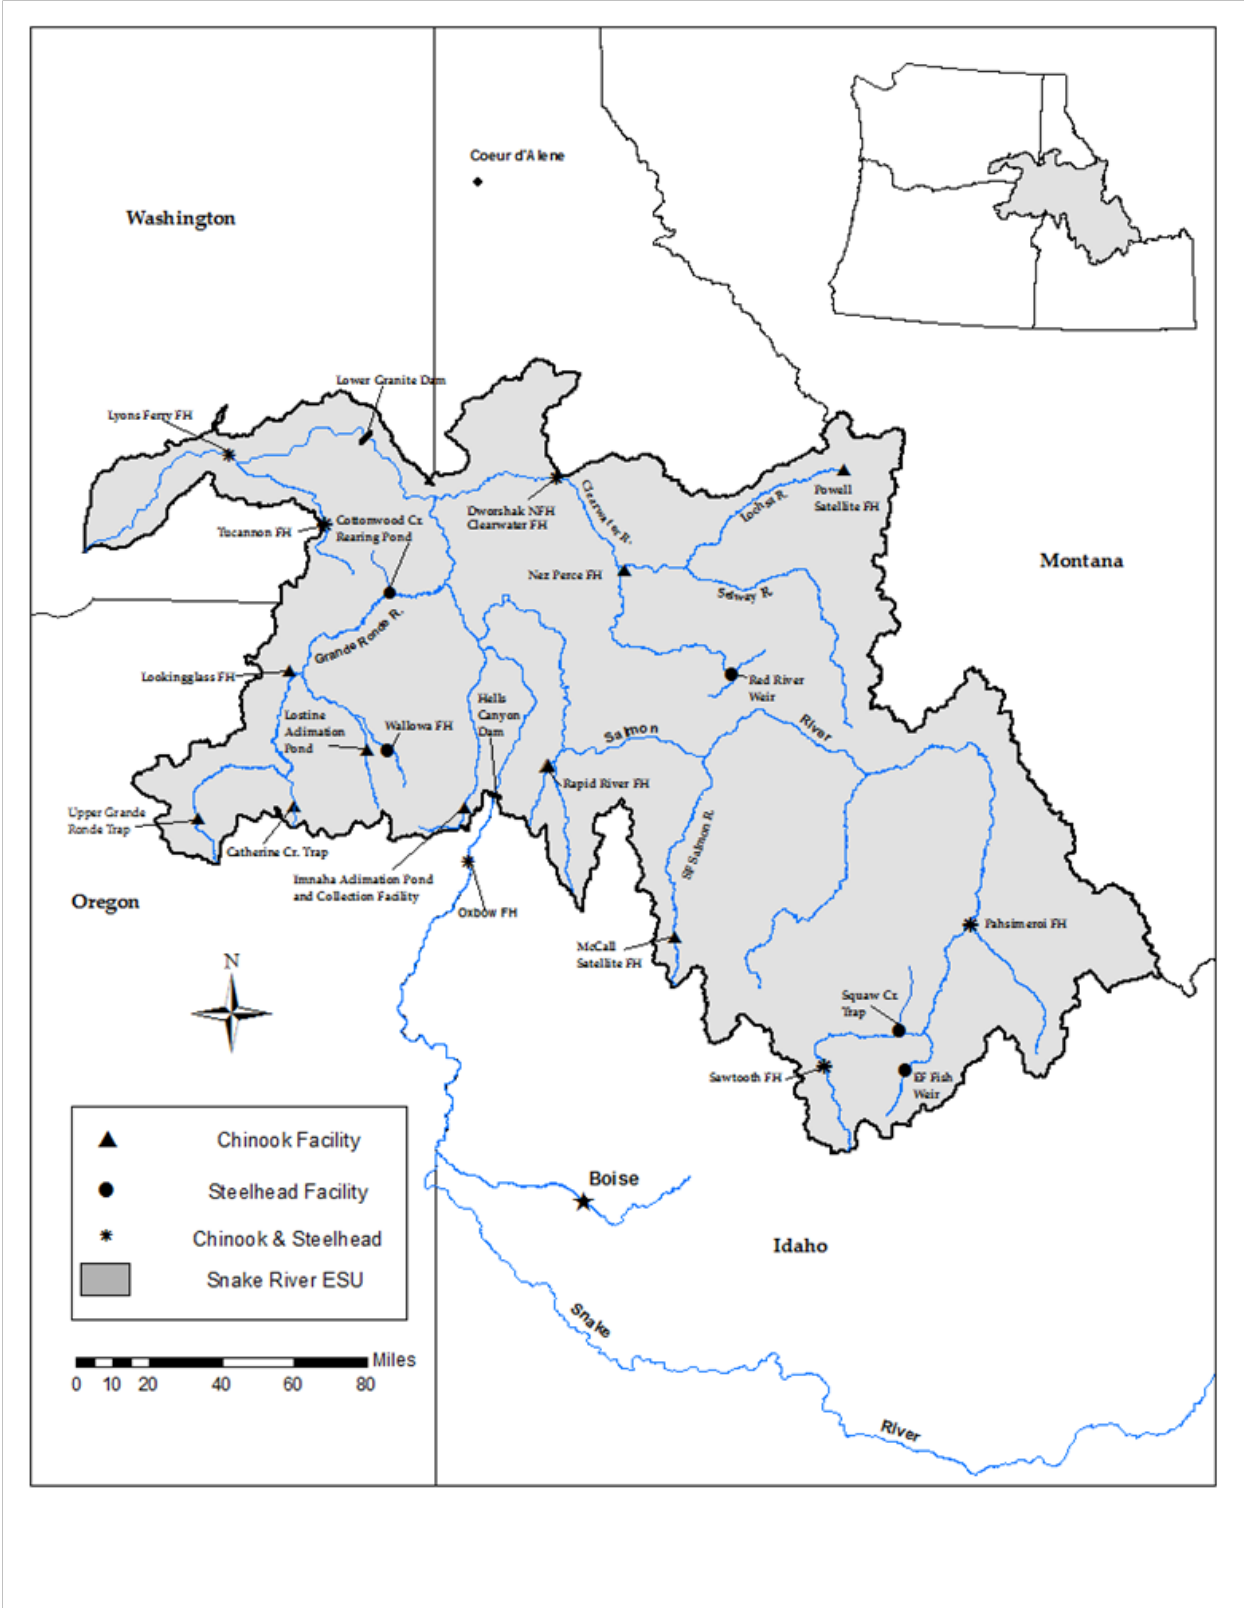 Coeur d'Alene
Washington
Lower Granite Dam
Lyons Ferry FH
Powell
Satellite FH
Lochsa R.
Clearwater R.
Dworshak NFH
Clearwater FH
Cottonwood Cr.
Rearing Pond
Tucannon FH
Montana
Nez Perce FH
Selway R.
Grande Ronde R.
Lookingglass FH
Red River
Weir
Hells
Canyon
Dam
Lostine
Aclimation
Pond
Wallowa FH
Salmon
River
Rapid River FH
Upper Grande
Ronde Trap
SF Salmon R.
Catherine Cr. Trap
Imnaha Aclimation Pond
and Collection Facility
Oregon
Oxbow FH
Pahsimeroi FH
McCall
Satellite FH
N
Squaw Cr.
Trap
Sawtooth FH
EF Fish
Weir
Chinook Facility
Steelhead Facility
Chinook & Steelhead
Snake River ESU
Boise
Idaho
Snake
River
Miles
0 10 20 40 60 80